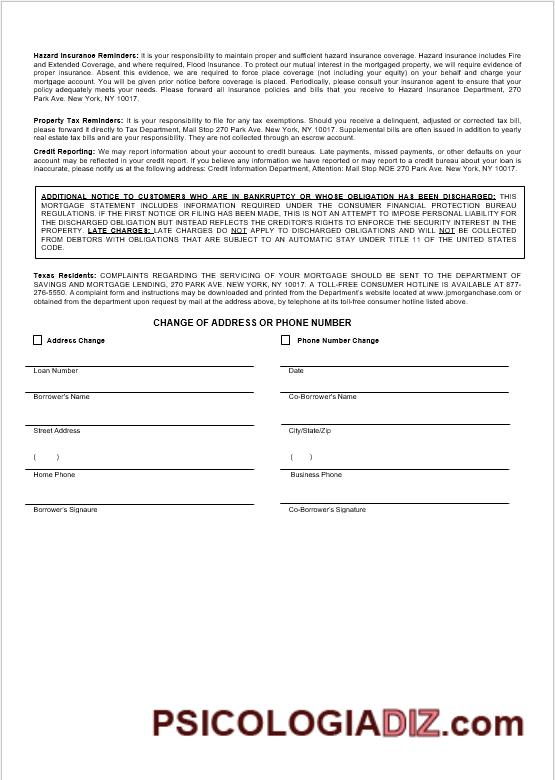 Hazard Insurance Reminders: It is your responsibility to maintain proper and sufficient hazard insurance coverage. Hazard insurance includes Fire
and Extended Coverage, and where required, Flood Insurance. To protect our mutual interest in the mortgaged property, we will require evidence of
proper insurance. Absent this evidence, we are required to force place coverage (not including your equity) on your behalf and charge your
mortgage account. You will be given prior notice before coverage is placed. Periodically, please consult your insurance agent to ensure that your
policy adequately meets your needs. Please forward all insurance policies and bills that you receive to Hazard Insurance Department, 270
Park Ave. New York, NY 10017.
Property Tax Reminders: It is your responsibility to file for any tax exemptions. Should you receive a delinquent, adjusted or corrected tax bill,
please forward it directly to Tax Department, Mail Stop 270 Park Ave. New York, NY 10017. Supplemental bills are often issued in addition to yearly
real estate tax bills and are your responsibility. They are not collected through an escrow account.
Credit Reporting: We may report information about your account to credit bureaus. Late payments, missed payments, or other defaults on your
account may be reflected in your credit report. If you believe any information we have reported or may report to a credit bureau about your loan is
inaccurate, please notify us at the following address: Credit Information Department, Attention: Mail Stop NOE 270 Park Ave. New York, NY 10017.
ADDITIONAL NOTICE TO CUSTOMERS WHO ARE IN BANKRUPTCY OR WHOSE OBLIGATION HAS BEEN DISCHARGED: THIS
MORTGAGE STATEMENT INCLUDES INFORMATION REQUIRED UNDER THE CONSUMER FINANCIAL PROTECTION BUREAU
REGULATIONS. IF THE FIRST NOTICE OR FILING HAS BEEN MADE, THIS IS NOT AN ATTEMPT TO IMPOSE PERSONAL LIABILITY FOR
THE DISCHARGED OBLIGATION BUT INSTEAD REFLECTS THE CREDITOR'S RIGHTS TO ENFORCE THE SECURITY INTEREST IN THE
PROPERTY. LATE CHARGES: LATE CHARGES DO NOT APPLY TO DISCHARGED OBLIGATIONS AND WILL NOT BE COLLECTED
FROM DEBTORS WITH OBLIGATIONS THAT ARE SUBJECT TO AN AUTOMATIC STAY UNDER TITLE 11 OF THE UNITED STATES
CODE.
Texas Residents: COMPLAINTS REGARDING THE SERVICING OF YOUR MORTGAGE SHOULD BE SENT TO THE DEPARTMENT OF
SAVINGS AND MORTGAGE LENDING, 270 PARK AVE. NEW YORK, NY 10017. A TOLL-FREE CONSUMER HOTLINE IS AVAILABLE AT 877-
276-5550. A complaint form and instructions may be downloaded and printed from the Department's website located at www.jpmorganchase.com or
obtained from the department upon request by mail at the address above, by telephone at its toll-free consumer hotline listed above.
CHANGE OF ADDRESS OR PHONE NUMBER
Address Change Phone Number Change
Loan Number Date
Borrower's Name Co-Borrower's Name
Street Address City/State/Zip
( ) ( )
Home Phone Business Phone
Borrower's Signaure Co-Borrower's Signature
PSICOLOGIADIZ.com